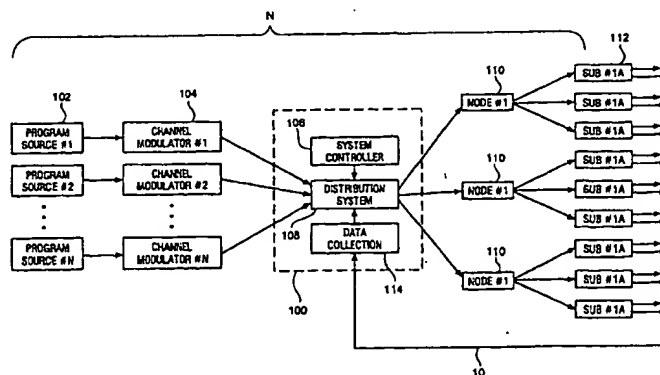 N
102
104
106
108
100
114
110
112
10
PROGRAM
SOURCE #1
PROGRAM
SOURCE #2
PROGRAM
SOURCE #N
CHANNEL
MODULATOR #1
CHANNEL
MODULATOR #2
CHANNEL
MODULATOR #N
SYSTEM
CONTROLLER
DISTRIBUTION
SYSTEM
DATA
COLLECTION
NODE #1
110
NODE #1
110
NODE #1
SUB #1A
SUB #1A
SUB #1A
SUB #1A
SUB #1A
SUB #1A
SUB #1A
SUB #1A
SUB #1A